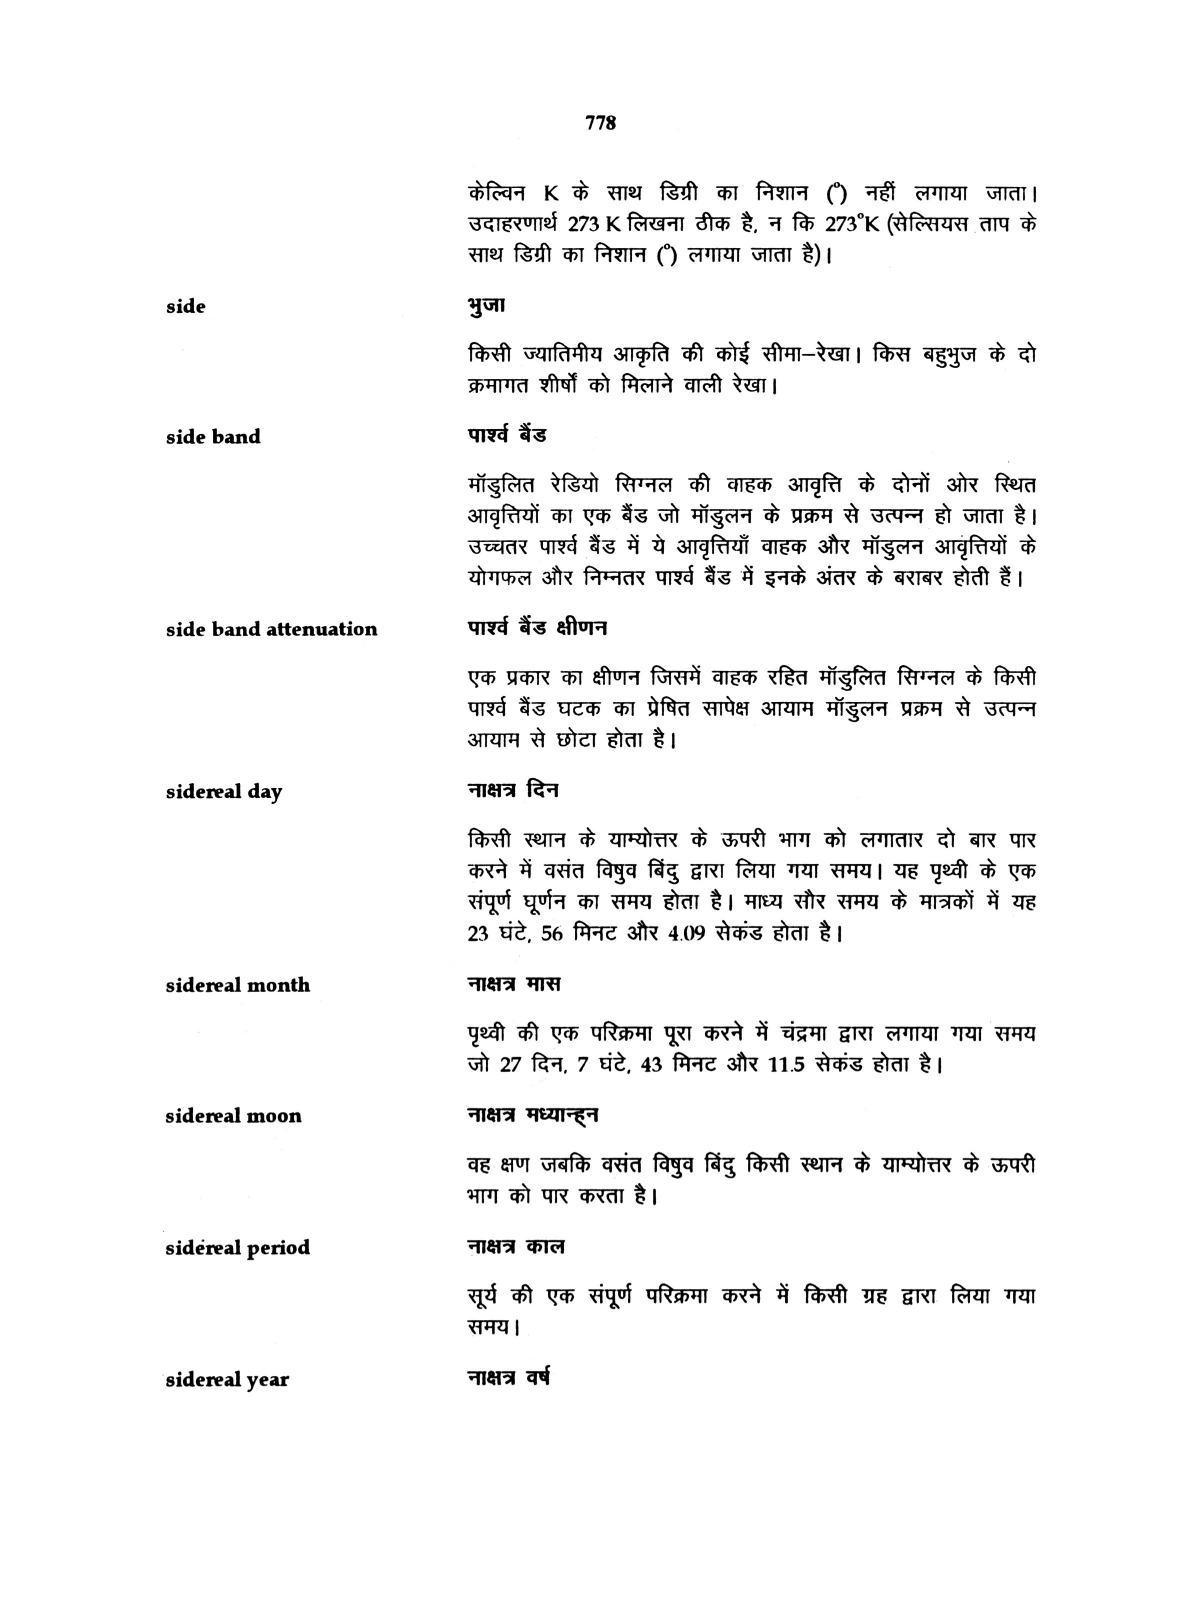 778
केल्विन K के साथ डिग्री का निशान (°) नहीं लगाया जाता।
उदाहरणार्थ 273 K लिखना ठीक है, न कि 273°K (सेल्सियस ताप के
साथ डिग्री का निशान (°) लगाया जाता है)।
side भुजा
किसी ज्यातिमीय आकृति की कोई सीमा–रेखा। किस बहुभुज के दो
क्रमागत शीर्षों को मिलाने वाली रेखा।
side band पार्श्व बैंड
मॉडुलित रेडियो सिग्नल की वाहक आवृत्ति के दोनों ओर स्थित
आवृत्तियों का एक बैंड जो मॉडुलन के प्रक्रम से उत्पन्न हो जाता है।
उच्चतर पार्श्व बैंड में ये आवृत्तियाँ वाहक और मॉडुलन आवृत्तियों के
योगफल और निम्नतर पार्श्व बैंड में इनके अंतर के बराबर होती हैं।
side band attenuation पार्श्व बैंड क्षीणन
एक प्रकार का क्षीणन जिसमें वाहक रहित मॉडुलित सिग्नल के किसी
पार्श्व बैंड घटक का प्रेषित सापेक्ष आयाम मॉडुलन प्रक्रम से उत्पन्न
आयाम से छोटा होता है।
sidereal day नाक्षत्र दिन
किसी स्थान के याम्योत्तर के ऊपरी भाग को लगातार दो बार पार
करने में वसंत विषुव बिंदु द्वारा लिया गया समय। यह पृथ्वी के एक
संपूर्ण घूर्णन का समय होता है। माध्य सौर समय के मात्रकों में यह
23 घंटे, 56 मिनट और 4.09 सेकंड होता है।
sidereal month नाक्षत्र मास
पृथ्वी की एक परिक्रमा पूरा करने में चंद्रमा द्वारा लगाया गया समय
जो 27 दिन, 7 घंटे, 43 मिनट और 11.5 सेकंड होता है।
sidereal moon नाक्षत्र मध्यान्ह्न
वह क्षण जबकि वसंत विषुव बिंदु किसी स्थान के याम्योत्तर के ऊपरी
भाग को पार करता है।
sidereal period नाक्षत्र काल
सूर्य की एक संपूर्ण परिक्रमा करने में किसी ग्रह द्वारा लिया गया
समय।
sidereal year नाक्षत्र वर्ष